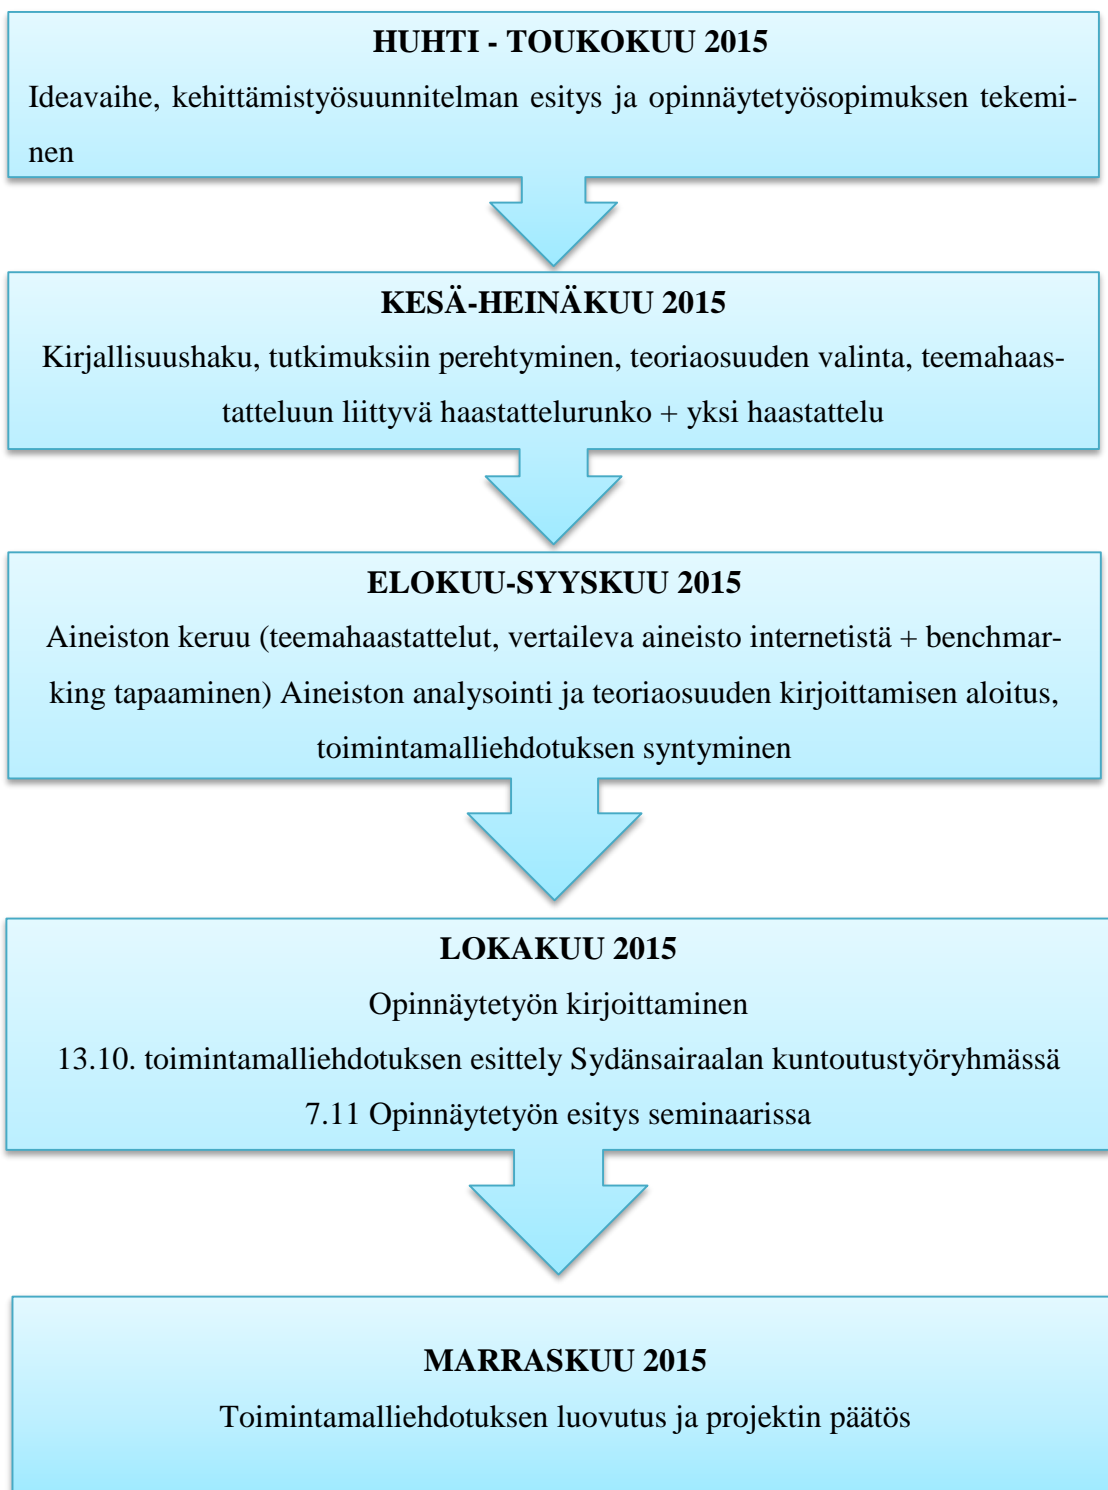 HUHTI - TOUKOKUU 2015
Ideavaihe, kehittämistyösuunnitelman esitys ja opinnäytetyösopimuksen tekemi-
nen
KESÄ-HEINÄKUU 2015
Kirjallisuushaku, tutkimuksiin perehtyminen, teoriaosuuden valinta, teemahaas-
tatteluun liittyvä haastattelurunko + yksi haastattelu
ELOKUU-SYYSKUU 2015
Aineiston keruu (teemahaastattelut, vertaileva aineisto internetistä + benchmar-
king tapaaminen) Aineiston analysointi ja teoriaosuuden kirjoittamisen aloitus,
toimintamalliehdotuksen syntyminen
LOKAKUU 2015
Opinnäytetyön kirjoittaminen
13.10. toimintamalliehdotuksen esittely Sydänsairaalan kuntoutustyöryhmässä
7.11 Opinnäytetyön esitys seminaarissa
MARRASKUU 2015
Toimintamalliehdotuksen luovutus ja projektin päätös